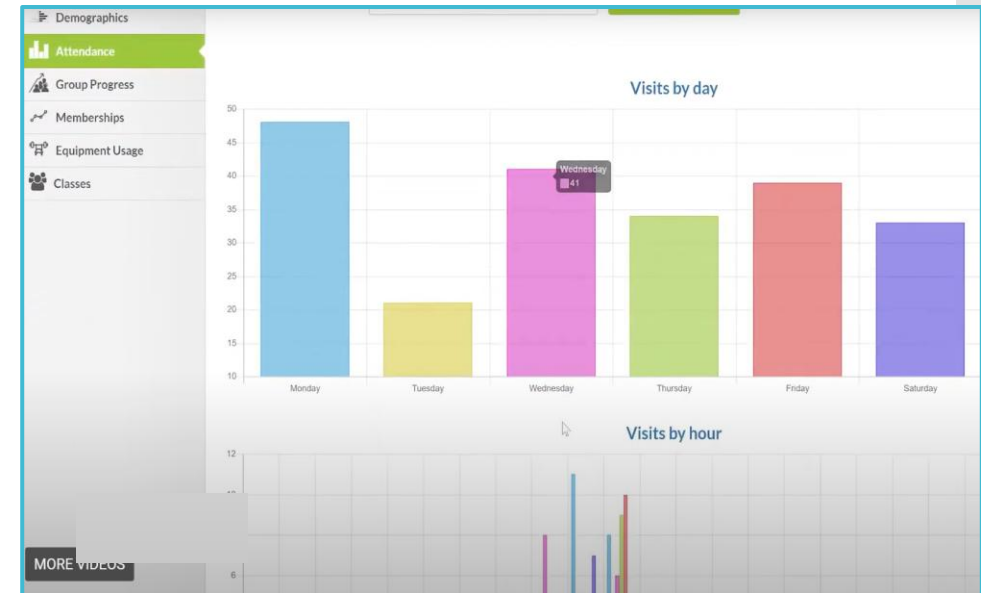 Demographics
Attendance
Group Progress
Memberships
Equipment Usage
Classes
Visits by day
50
45
40
35
30
25
20
15
10
Wednesday
41
Monday Tuesday Wednesday Thursday Friday Saturday
Visits by hour
12
6
MORE VIDEOS